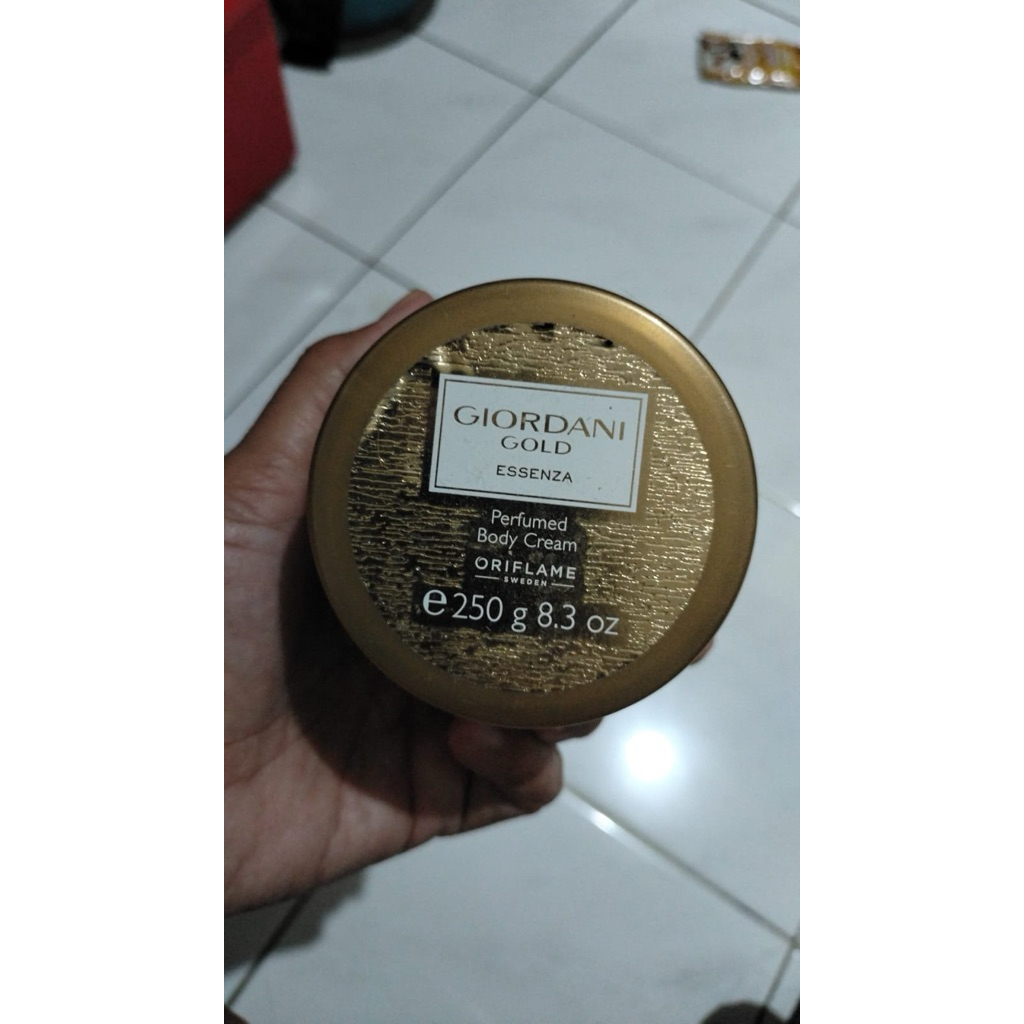 GIORDANI
GOLD
ESSENZA
Perfumed
Body Cream
ORIFLAME
SWEDEN
e 250 g 8.3 oz